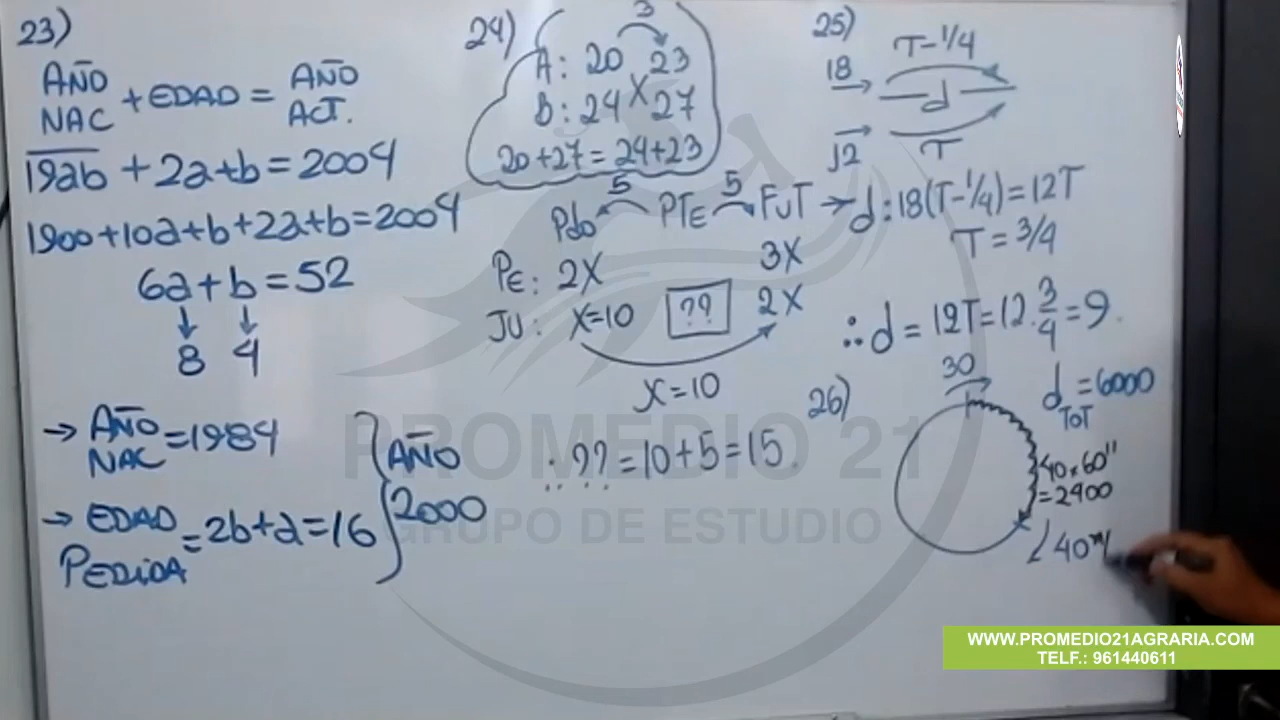 23)
AÑO NAC + EDAD = AÑO ACT.
19ab + 2a+b = 2004
1900+10a+b+2a+b=2004
6a+b=52
8 4
→ AÑO NAC =1984
→ EDAD PEDIDA =2b+a=16
AÑO 2000
24)
3
A: 20 23
x
B: 24 27
20+27=24+23
5 5
Pdo PTE FUT
PE: 2X 3X
JU: X=10 ?? 2X
X=10
∴ ?? =10+5=15.
25)
T-1/4
18
d
12
T
→ d:18(T-1/4)=12T
T=3/4
∴ d = 12T=12.3/4=9.
26)
30
d TOT =6000
40x60"
=2400
∠40m/
PROMEDIO 21
GRUPO DE ESTUDIO
WWW.PROMEDIO21AGRARIA.COM
TELF.: 961440611